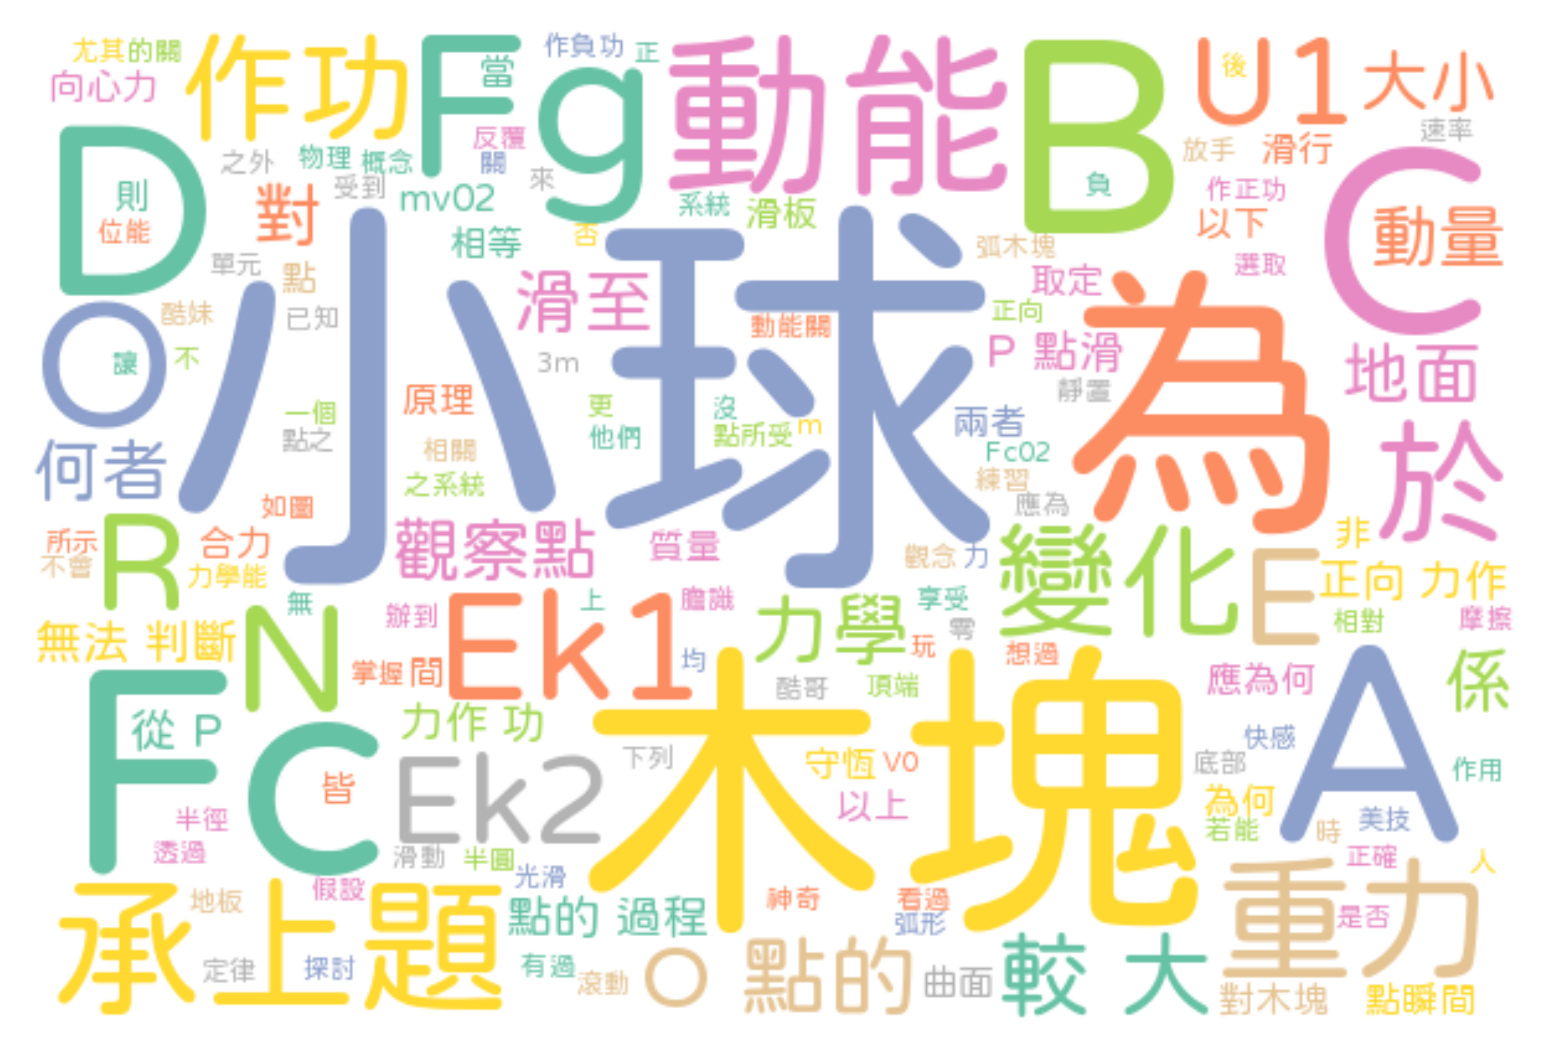 尤其的關
作功
Fg
當
作負功
正
動能
B
U1
後
大小
向心力
速率
反覆
關
之外
物理
概念
受到
來
放手
滑行
D
則
位能
對
mv02
系統
滑板
負
作正功
以下
C
動量
相等
否
弧木塊
單元
點
小球
滑至
取定
選取
為
酷妹
已知
O
讓
不
動能關
正向
3m
P 點滑
地面
靜置
原理
更
沒
一個
點之
他們
點所受
m
兩者
於
何者
相關
Fc02
之系統
練習
如圖
應為
R
所示
不會
合力
觀察點
質量
觀念
力
變化
E
非
力學能
正向 力作
無
N
辦到
Ek1
上
膽識
力學
享受
零
相對
摩擦
無法 判斷
掌握
間
均
玩
想過
應為何
係
Fc
從 P
力作 功
木塊
酷哥
頂端
A
快感
皆
Ek2
下列
守恆
V0
底部
作用
以上
為何
半徑
若能
時
美技
透過
滑動
半圓
光滑
正確
人
承上題
地板
假設
點的 過程
神奇
看過
弧形
重力
是否
定律
探討
有過
滾動
O 點的
曲面
較 大
對木塊
點瞬間